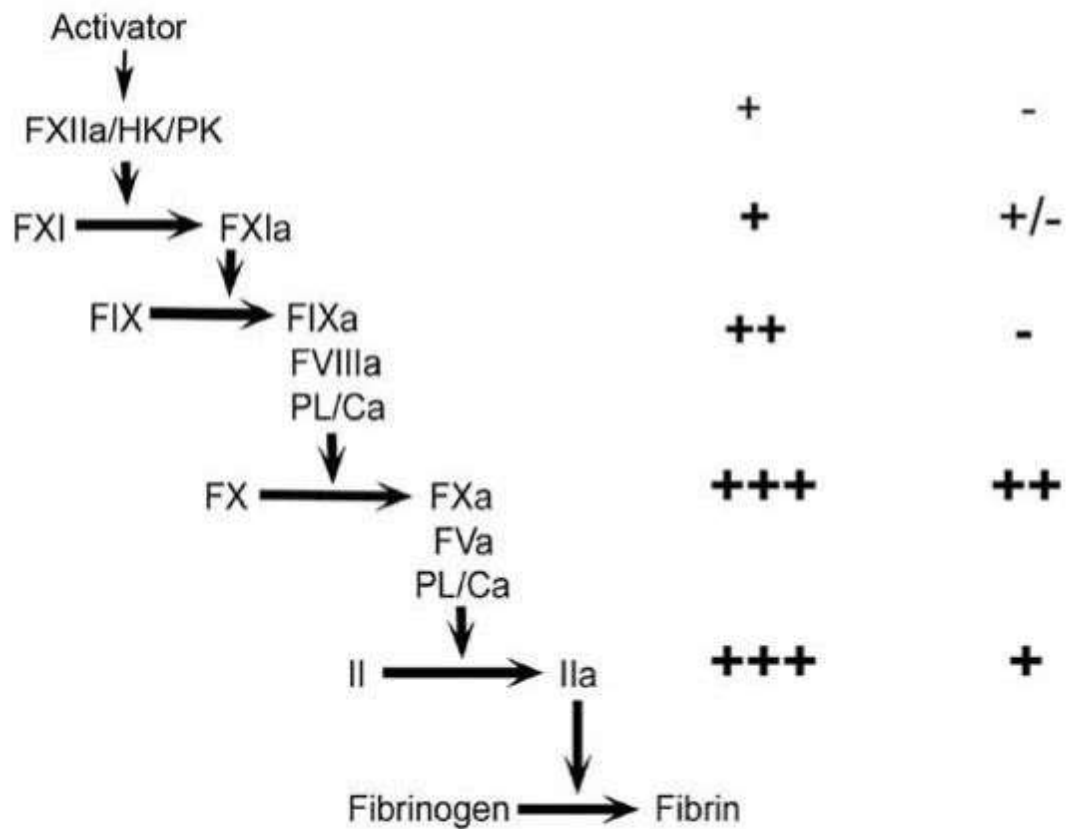 Activator
FXIIa/HK/PK + -
FXI FXIa + +/-
FIX FIXa ++ -
FVIIIa
PL/Ca
FX FXa +++ ++
FVa
PL/Ca
II IIa +++ +
Fibrinogen Fibrin